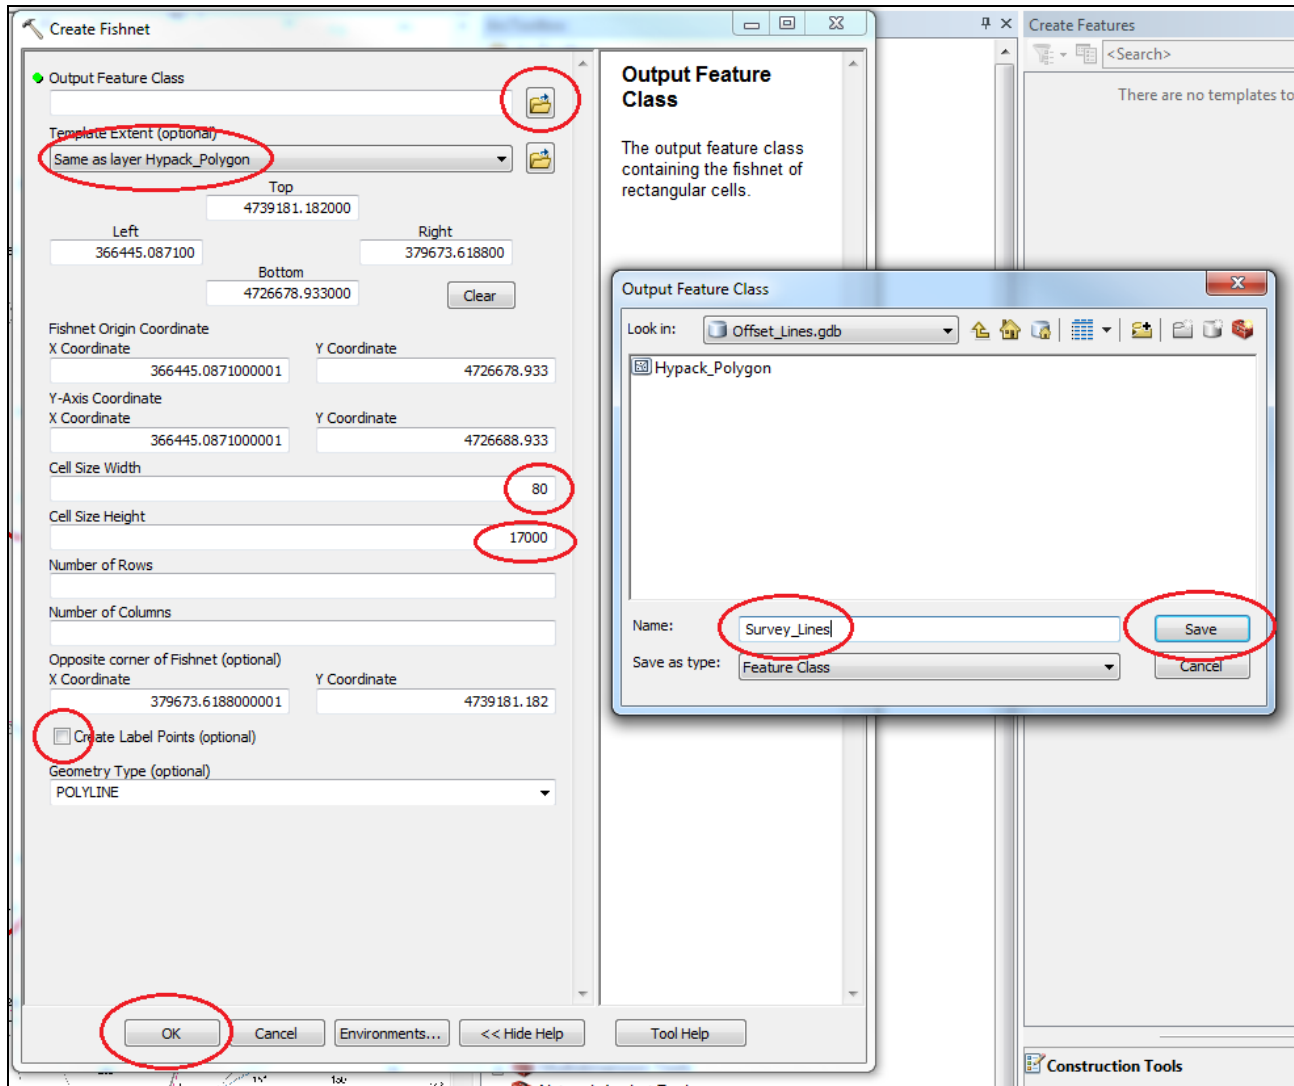 Create Fishnet
Output Feature Class
Template Extent (optional)
Same as layer Hypack_Polygon
Top
4739181.182000
Left
Right
366445.087100
379673.618800
Bottom
4726678.933000
Clear
Fishnet Origin Coordinate
X Coordinate
Y Coordinate
366445.0871000001
4726678.933
Y-Axis Coordinate
X Coordinate
Y Coordinate
366445.0871000001
4726688.933
Cell Size Width
80
Cell Size Height
17000
Number of Rows
Number of Columns
Opposite corner of Fishnet (optional)
X Coordinate
Y Coordinate
379673.6188000001
4739181.182
Create Label Points (optional)
Geometry Type (optional)
POLYLINE
OK
Cancel
Environments...
<< Hide Help
Tool Help
Output Feature
Class
The output feature class
containing the fishnet of
rectangular cells.
Output Feature Class
Look in:
Offset_Lines.gdb
Hypack_Polygon
Name:
Survey_Lines
Save
Save as type:
Feature Class
Cancel
Create Features
<Search>
There are no templates to
Construction Tools